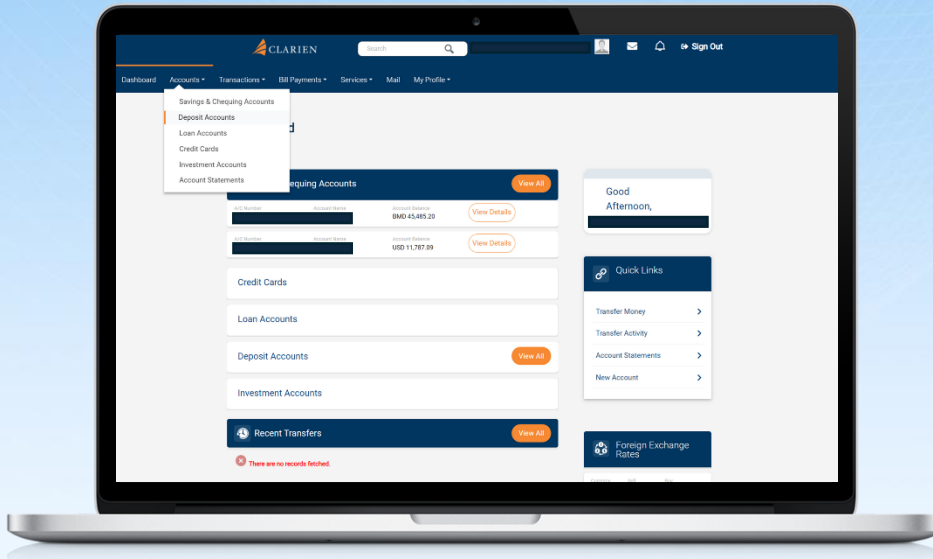 CLARIEN
Search
Sign Out
Dashboard
Accounts
Transactions
Bill Payments
Services
Mail
My Profile
Savings & Chequing Accounts
Deposit Accounts
Loan Accounts
Credit Cards
Investment Accounts
Account Statements
d
equing Accounts
View All
A/C Number Account Name Account Balance
BMD 45,485.20
View Details
A/C Number Account Name Account Balance
USD 11,787.09
View Details
Credit Cards
Loan Accounts
Deposit Accounts
View All
Investment Accounts
Recent Transfers
View All
There are no records fetched.
Good
Afternoon,
Quick Links
Transfer Money
Transfer Activity
Account Statements
New Account
Foreign Exchange
Rates